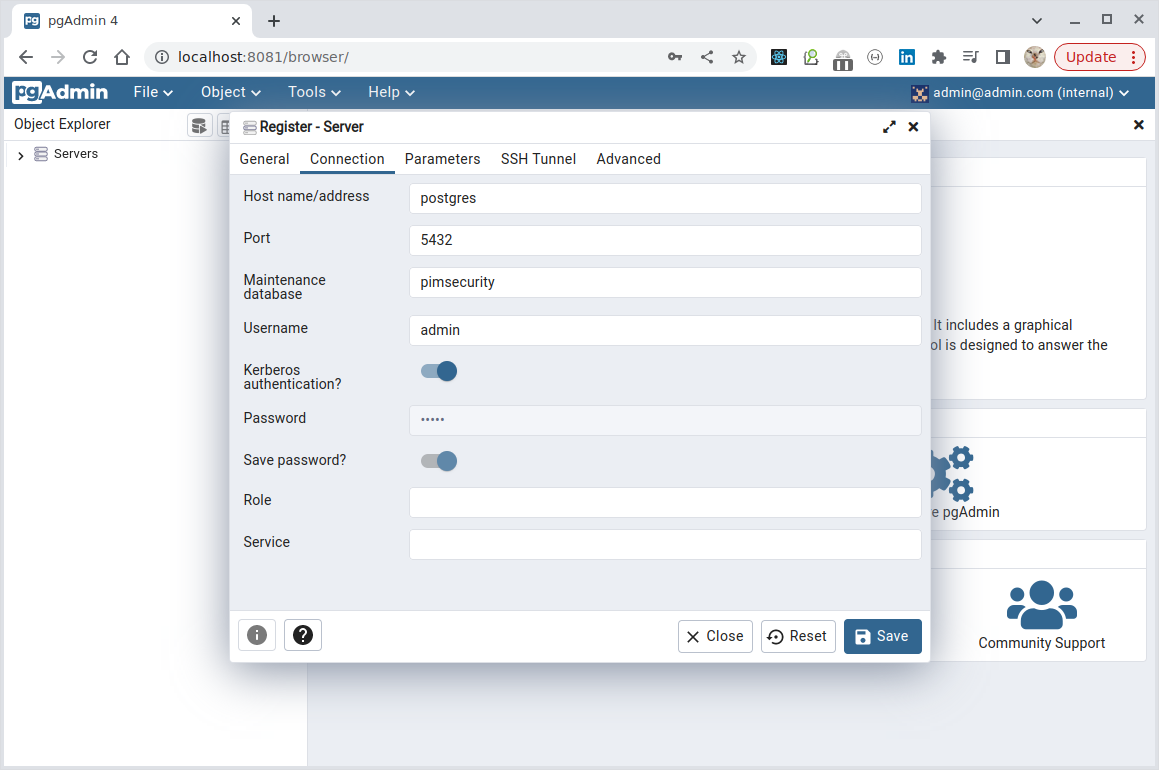 pg pgAdmin 4
localhost:8081/browser/
in
Update
pgAdmin File Object Tools Help admin@admin.com (internal)
Object Explorer
Servers
Register - Server
General Connection Parameters SSH Tunnel Advanced
Host name/address postgres
Port 5432
Maintenance
database
pimsecurity
Username admin
Kerberos
authentication?
Password •••••
Save password?
Role
Service
Close Reset Save
It includes a graphical
ol is designed to answer the
e pgAdmin
Community Support